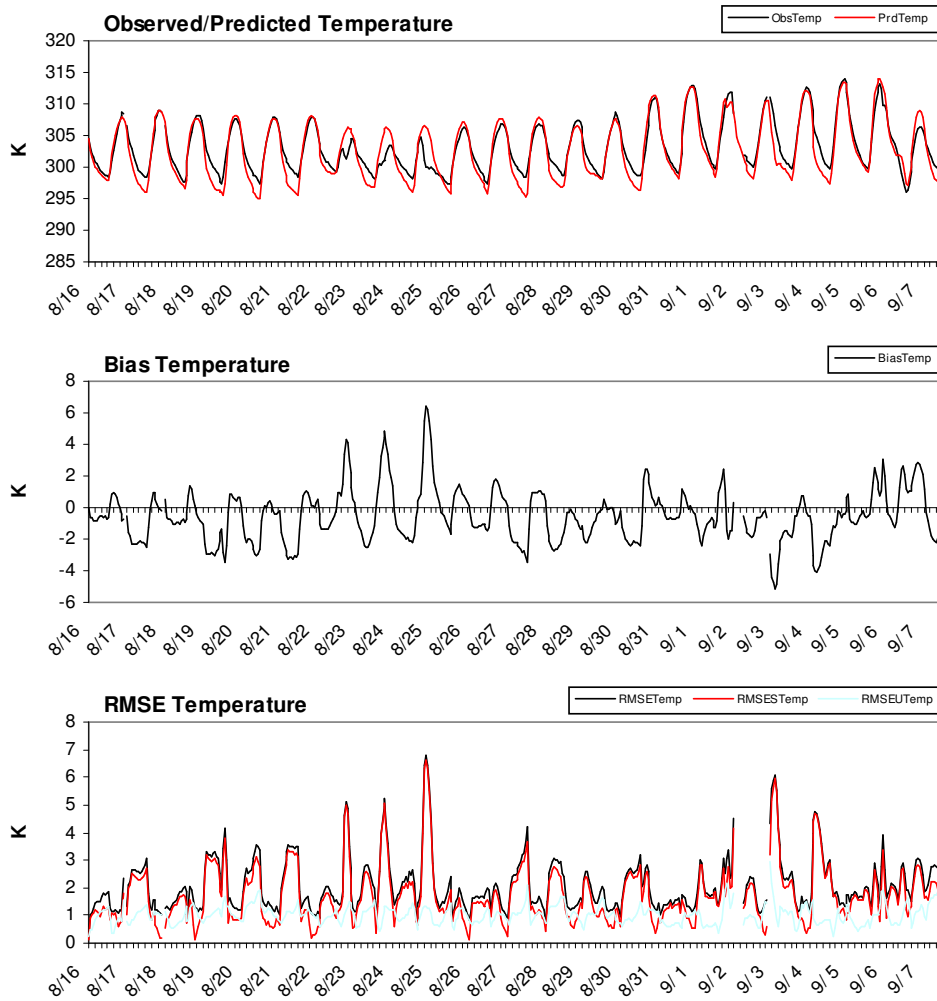 Observed/Predicted Temperature
ObsTemp PrdTemp
320
315
310
305
300
295
290
285
K
8/16 8/17 8/18 8/19 8/20 8/21 8/22 8/23 8/24 8/25 8/26 8/27 8/28 8/29 8/30 8/31 9/ 1 9/ 2 9/ 3 9/ 4 9/ 5 9/ 6 9/ 7
Bias Temperature
BiasTemp
8
6
4
2
0
-2
-4
-6
K
8/16 8/17 8/18 8/19 8/20 8/21 8/22 8/23 8/24 8/25 8/26 8/27 8/28 8/29 8/30 8/31 9/ 1 9/ 2 9/ 3 9/ 4 9/ 5 9/ 6 9/ 7
RMSE Temperature
RMSETemp RMSESTemp RMSEUTemp
8
7
6
5
4
3
2
1
0
K
8/16 8/17 8/18 8/19 8/20 8/21 8/22 8/23 8/24 8/25 8/26 8/27 8/28 8/29 8/30 8/31 9/ 1 9/ 2 9/ 3 9/ 4 9/ 5 9/ 6 9/ 7